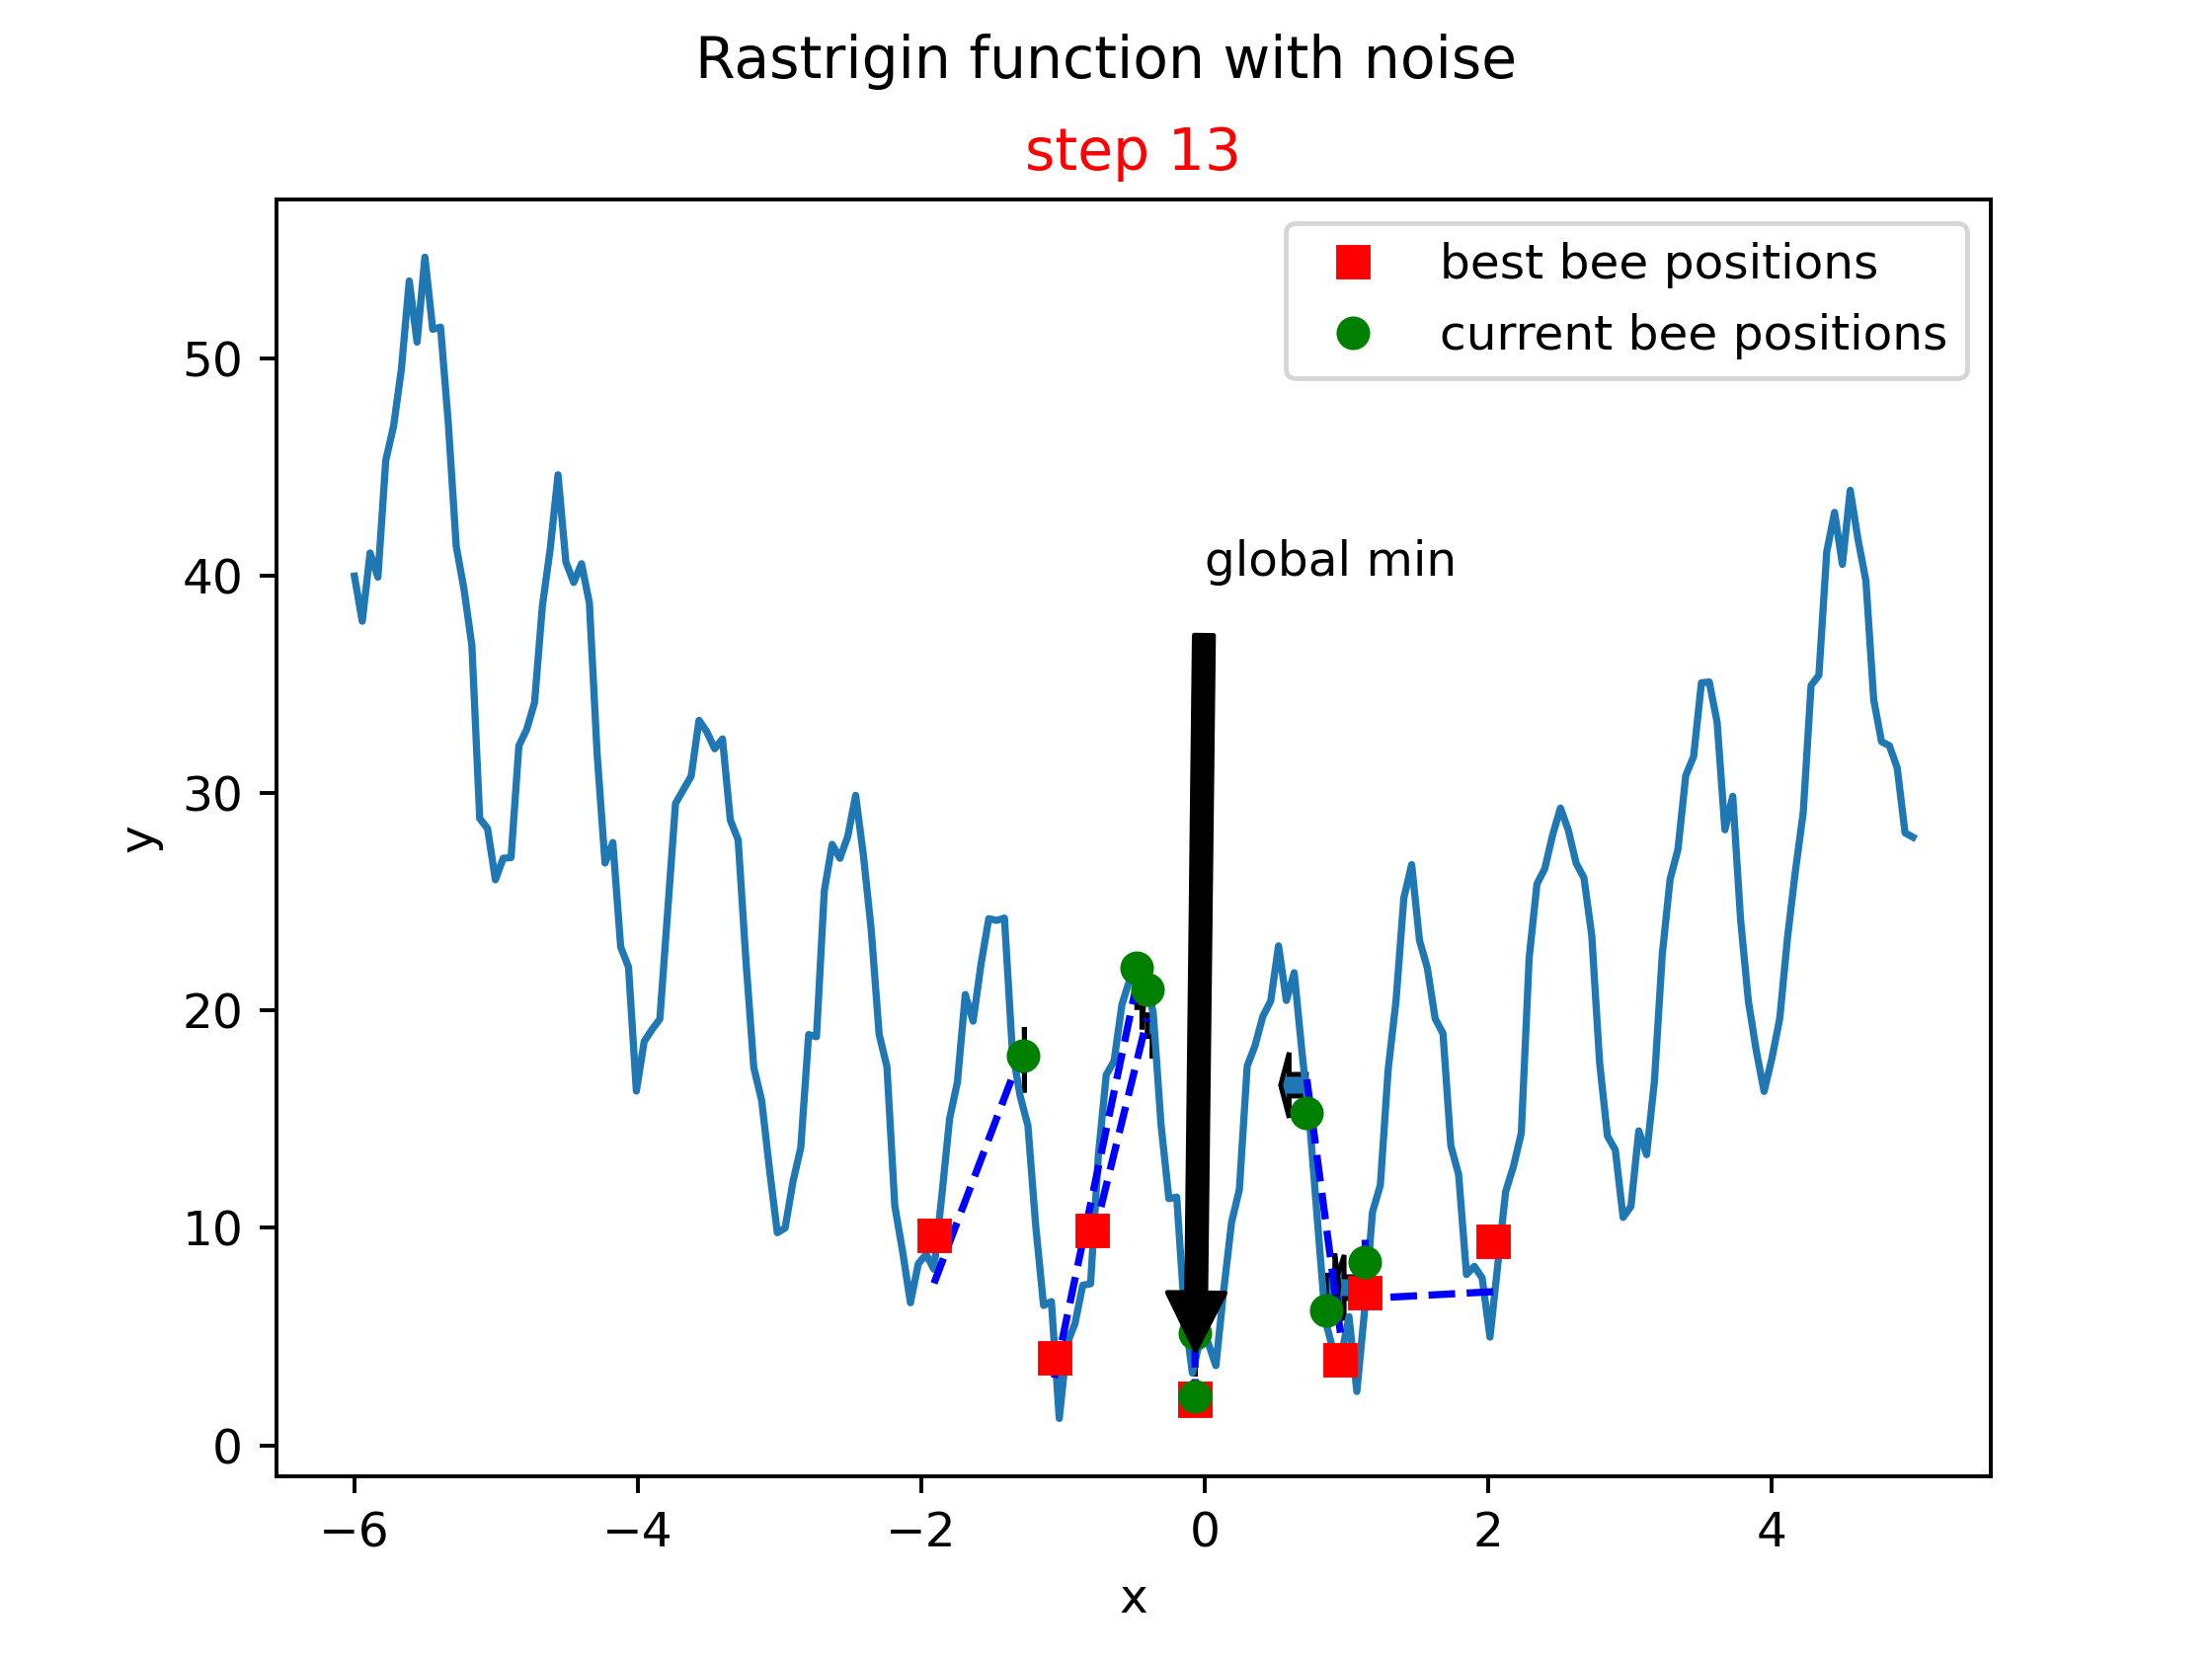 Rastrigin function with noise
step 13
best bee positions
current bee positions
global min
50
40
30
20
10
0
y
−6 −4 −2 0 2 4
x